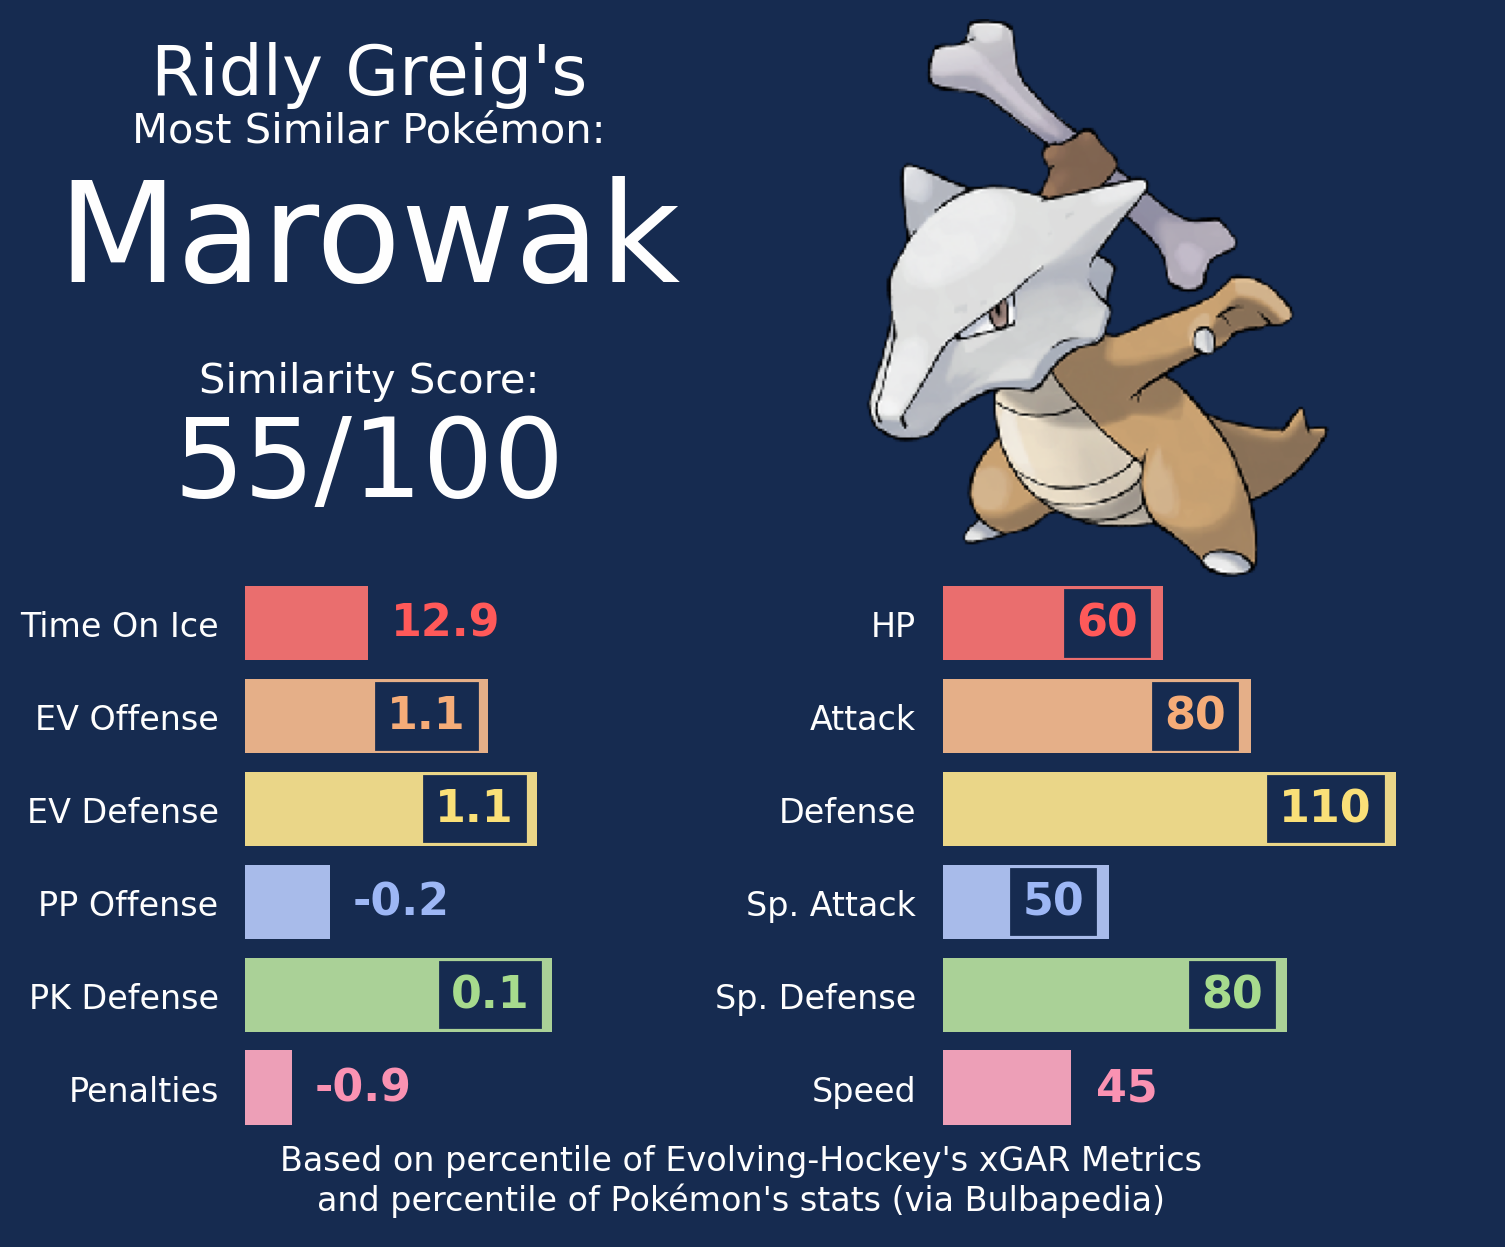 Ridly Greig's
Most Similar Pokémon:
Marowak
Similarity Score:
55/100
Time On Ice 12.9
EV Offense 1.1
EV Defense 1.1
PP Offense -0.2
PK Defense 0.1
Penalties -0.9
HP 60
Attack 80
Defense 110
Sp. Attack 50
Sp. Defense 80
Speed 45
Based on percentile of Evolving-Hockey's xGAR Metrics
and percentile of Pokémon's stats (via Bulbapedia)